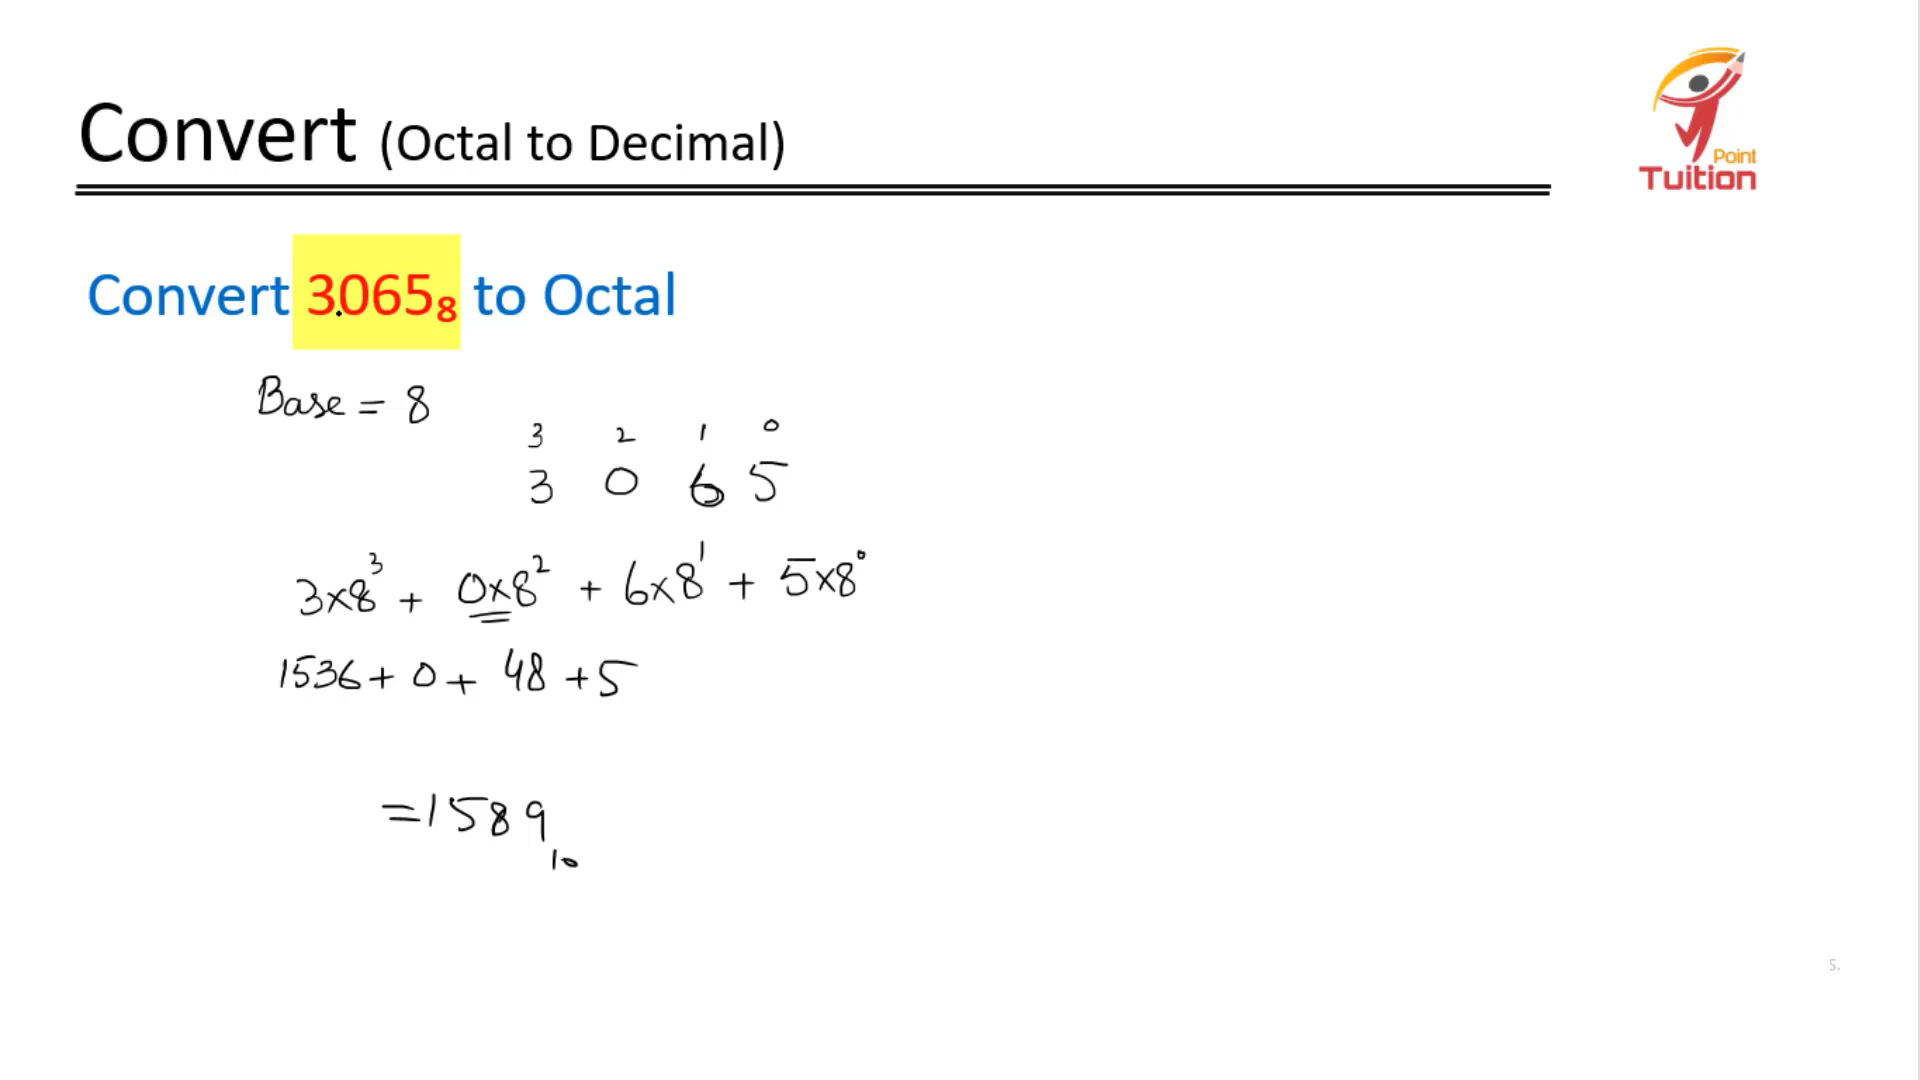 Convert (Octal to Decimal)
Point
Tuition
Convert 3065₈ to Octal
Base = 8
3 2 1 0
3 0 6 5
3×8³ + 0×8² + 6×8¹ + 5×8⁰
1536 + 0 + 48 + 5
= 1589₁₀
5.